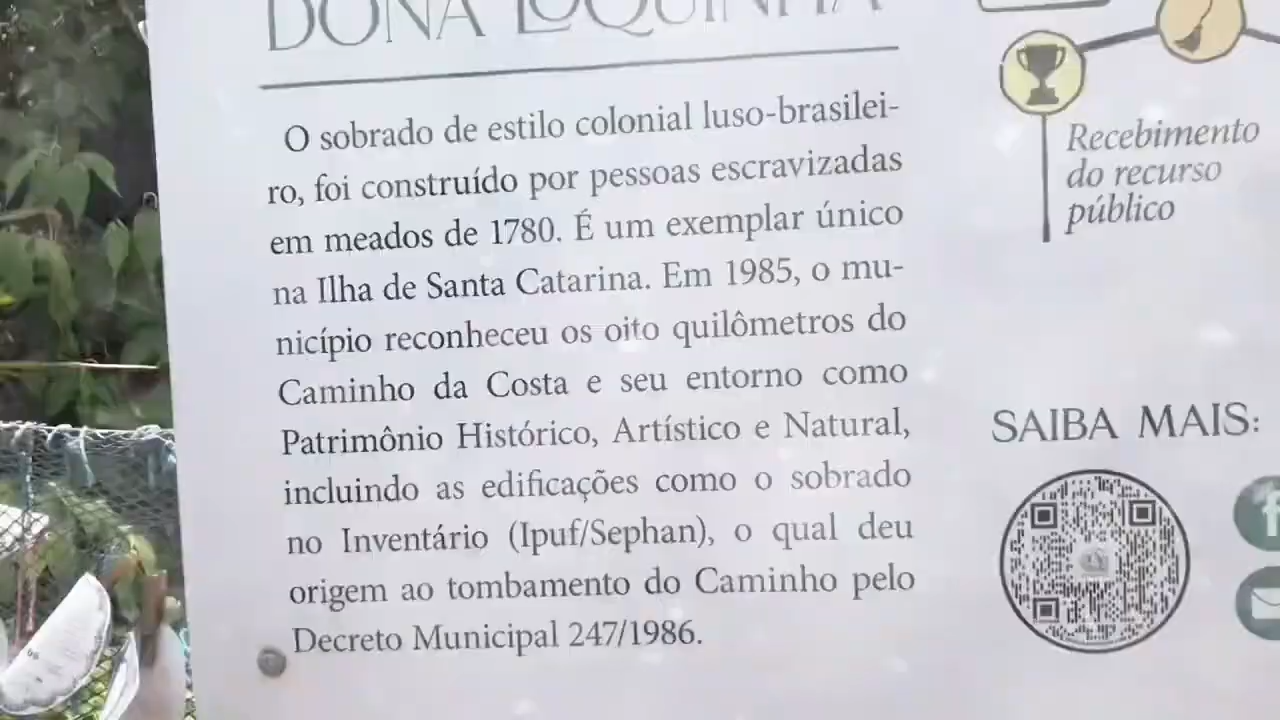 DONA LOQUINHA
O sobrado de estilo colonial luso-brasilei-
ro, foi construído por pessoas escravizadas
em meados de 1780. É um exemplar único
na Ilha de Santa Catarina. Em 1985, o mu-
nicípio reconheceu os oito quilômetros do
Caminho da Costa e seu entorno como
Patrimônio Histórico, Artístico e Natural,
incluindo as edificações como o sobrado
no Inventário (Ipuf/Sephan), o qual deu
origem ao tombamento do Caminho pelo
Decreto Municipal 247/1986.
Recebimento
do recurso
público
SAIBA MAIS: